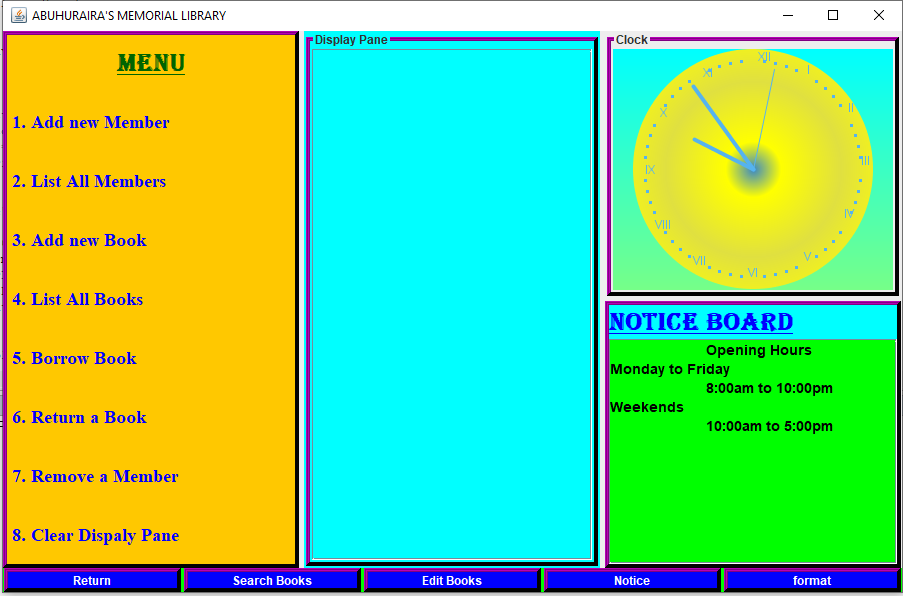 ABUHURAIRA'S MEMORIAL LIBRARY
MENU
1. Add new Member
2. List All Members
3. Add new Book
4. List All Books
5. Borrow Book
6. Return a Book
7. Remove a Member
8. Clear Dispaly Pane
Display Pane
Clock
XII
I
II
III
IV
V
VI
VII
VIII
IX
X
XI
NOTICE BOARD
Opening Hours
Monday to Friday
8:00am to 10:00pm
Weekends
10:00am to 5:00pm
Return
Search Books
Edit Books
Notice
format